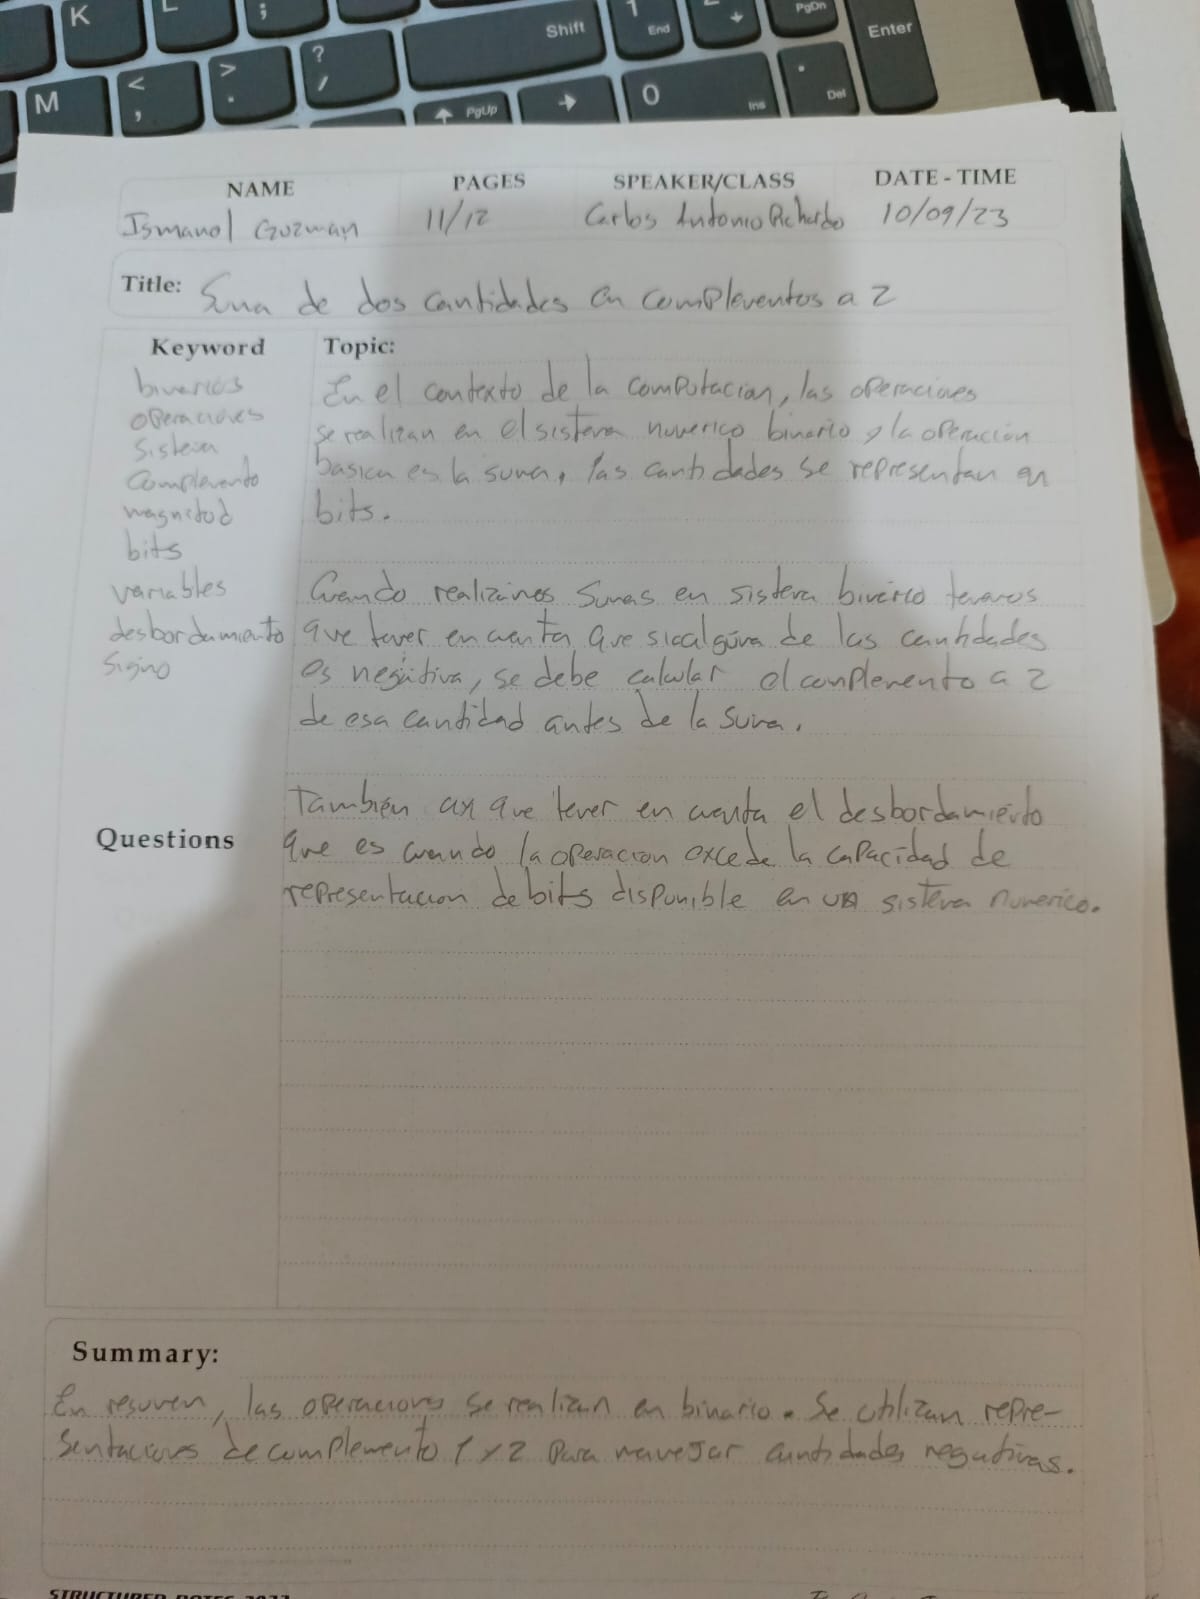 K
L
;
Shift
1
End
PgDn
Enter
M
<
,
>
.
?
/
PgUp
0
Ins
.
Del
NAME
PAGES
SPEAKER/CLASS
DATE - TIME
Ismanol Guzman
11/12
Carlos Antonio Pichardo
10/09/23
Title: Suma de dos cantidades en complementos a 2
Keyword
binarios
operaciones
Sistema
Complemento
magnitud
bits
variables
desbordamiento
Signo
Topic:
En el contexto de la computacion, las operaciones
se realizan en el sistema numerico binario y la operación
basica es la suma, las cantidades se representan en
bits.
Cuando realizamos Sumas en sistema binario tenemos
que tener en cuenta que si alguna de las cantidades
es negativa, se debe calcular el complemento a 2
de esa cantidad antes de la Suma.
También ay que tener en cuenta el desbordamiento
que es cuando la operacion excede la capacidad de
representacion de bits disponible en un sistema numerico.
Questions
Summary:
En resumen, las operaciones se realizan en binario. Se utilizan repre-
sentaciones de complemento 1 y 2 para manejar cantidades negativas.